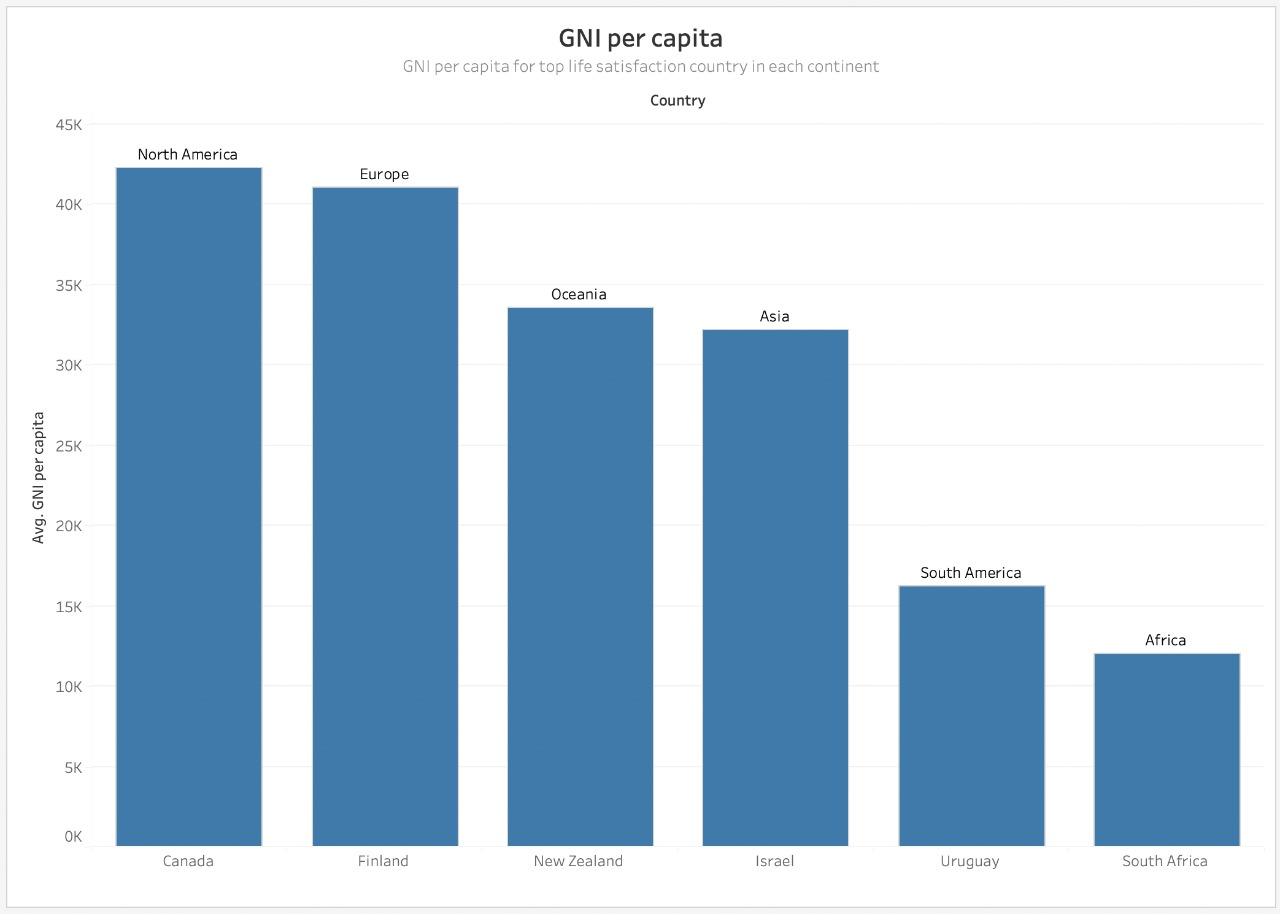 GNI per capita
GNI per capita for top life satisfaction country in each continent
Country
45K
40K
35K
30K
25K
20K
15K
10K
5K
0K
Avg. GNI per capita
North America
Europe
Oceania
Asia
South America
Africa
Canada
Finland
New Zealand
Israel
Uruguay
South Africa